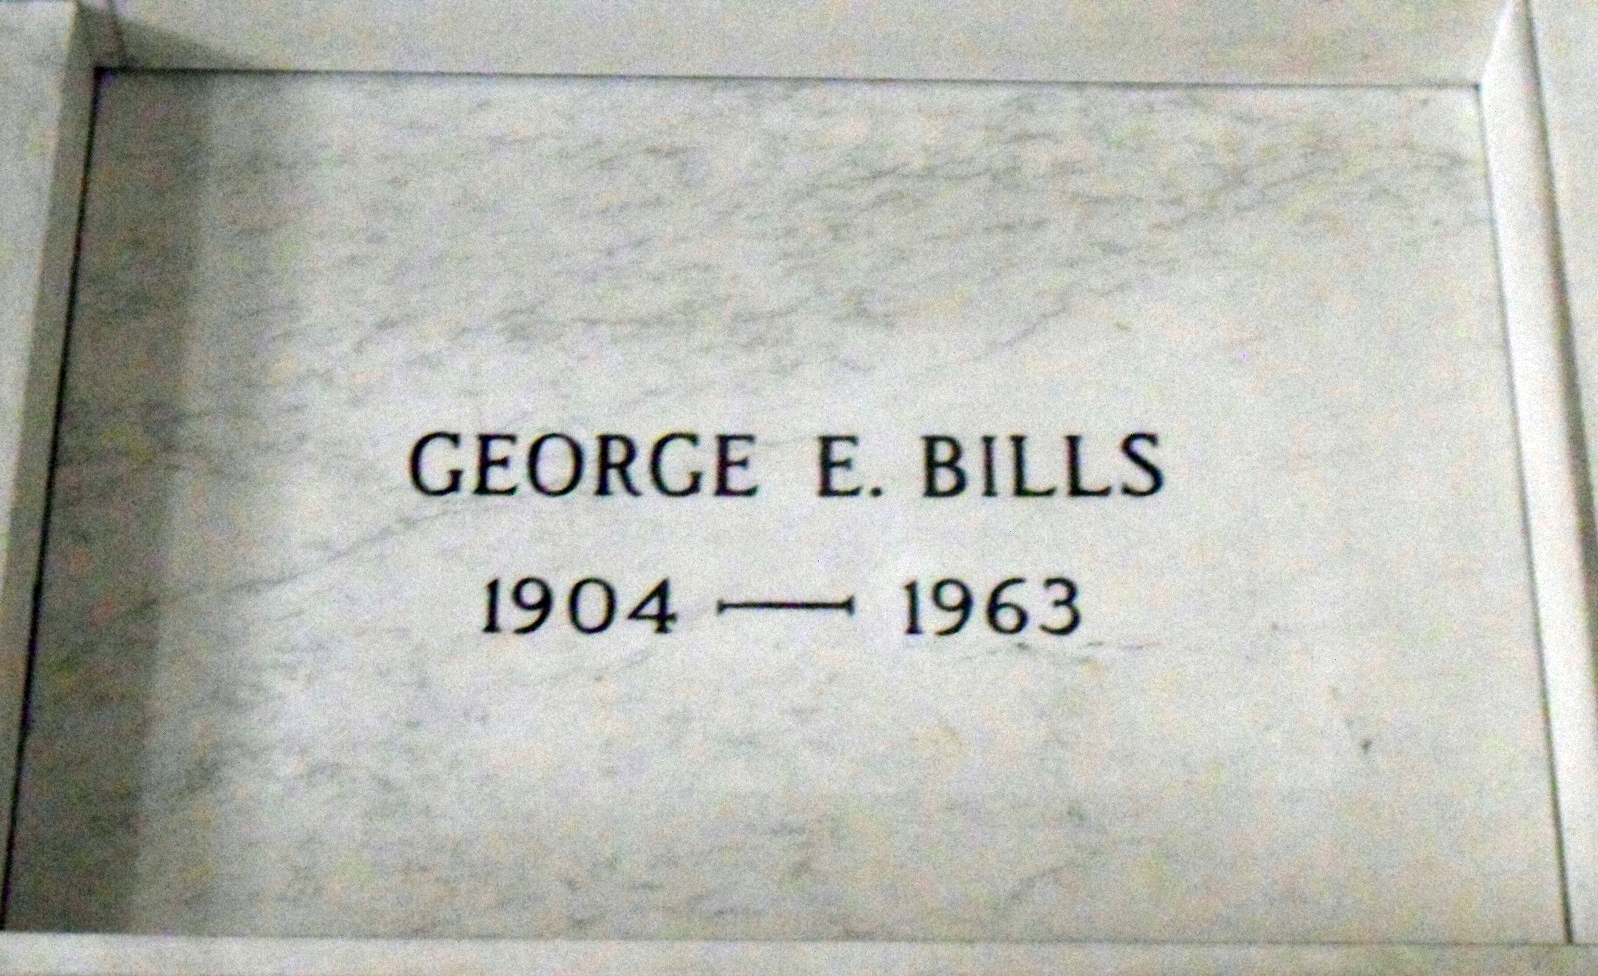 GEORGE E. BILLS
1904 — 1963